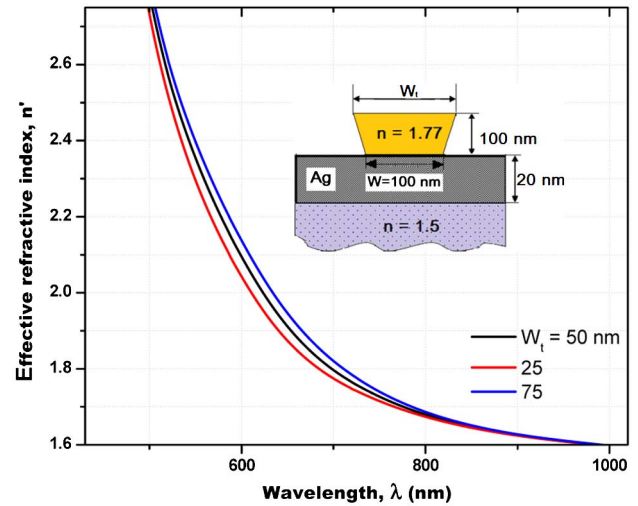 Effective refractive index, n'
2.6
2.4
2.2
2.0
1.8
1.6
Wₜ
n = 1.77
100 nm
Ag
W=100 nm
20 nm
n = 1.5
Wₜ = 50 nm
25
75
600
800
1000
Wavelength, λ (nm)